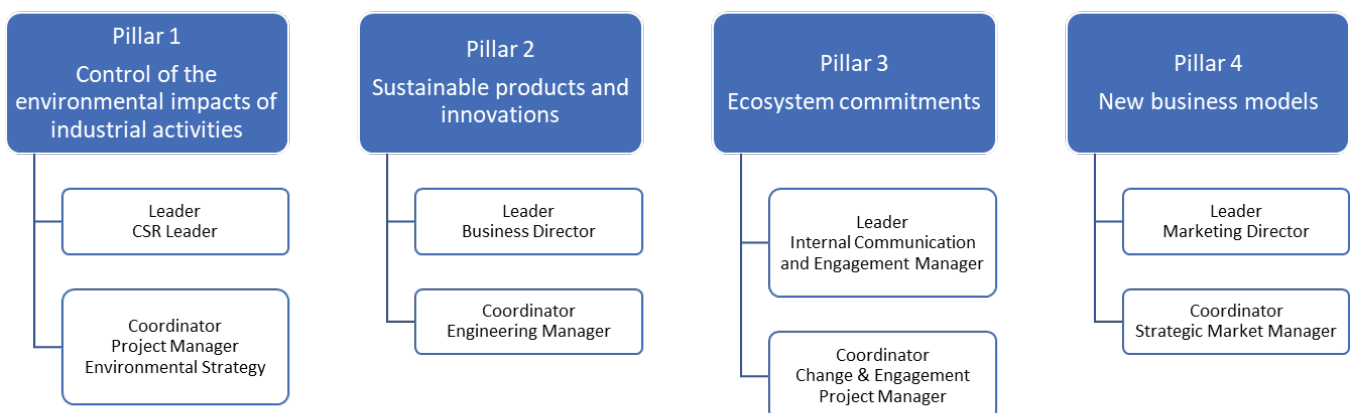 Pillar 1
Control of the
environmental impacts of
industrial activities
Leader
CSR Leader
Coordinator
Project Manager
Environmental Strategy
Pillar 2
Sustainable products and
innovations
Leader
Business Director
Coordinator
Engineering Manager
Pillar 3
Ecosystem commitments
Leader
Internal Communication
and Engagement Manager
Coordinator
Change & Engagement
Project Manager
Pillar 4
New business models
Leader
Marketing Director
Coordinator
Strategic Market Manager